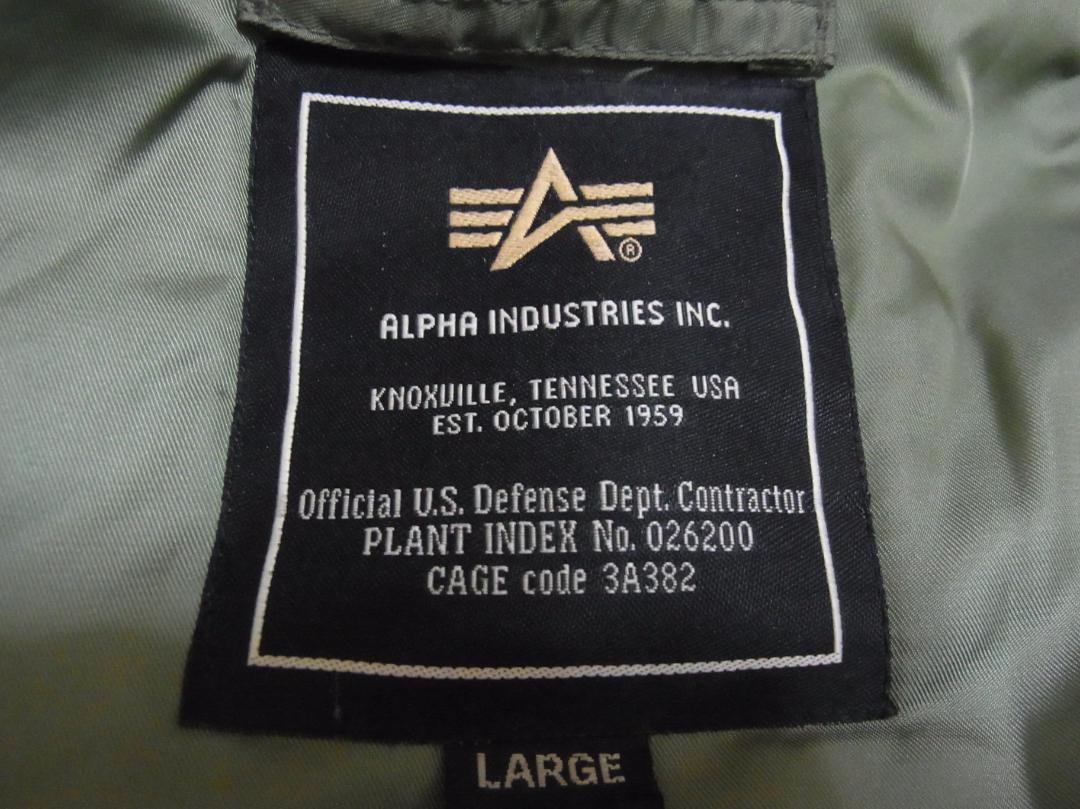 ®
ALPHA INDUSTRIES INC.
KNOXVILLE, TENNESSEE USA
EST. OCTOBER 1959
Official U.S. Defense Dept. Contractor
PLANT INDEX No. 026200
CAGE code 3A382
LARGE